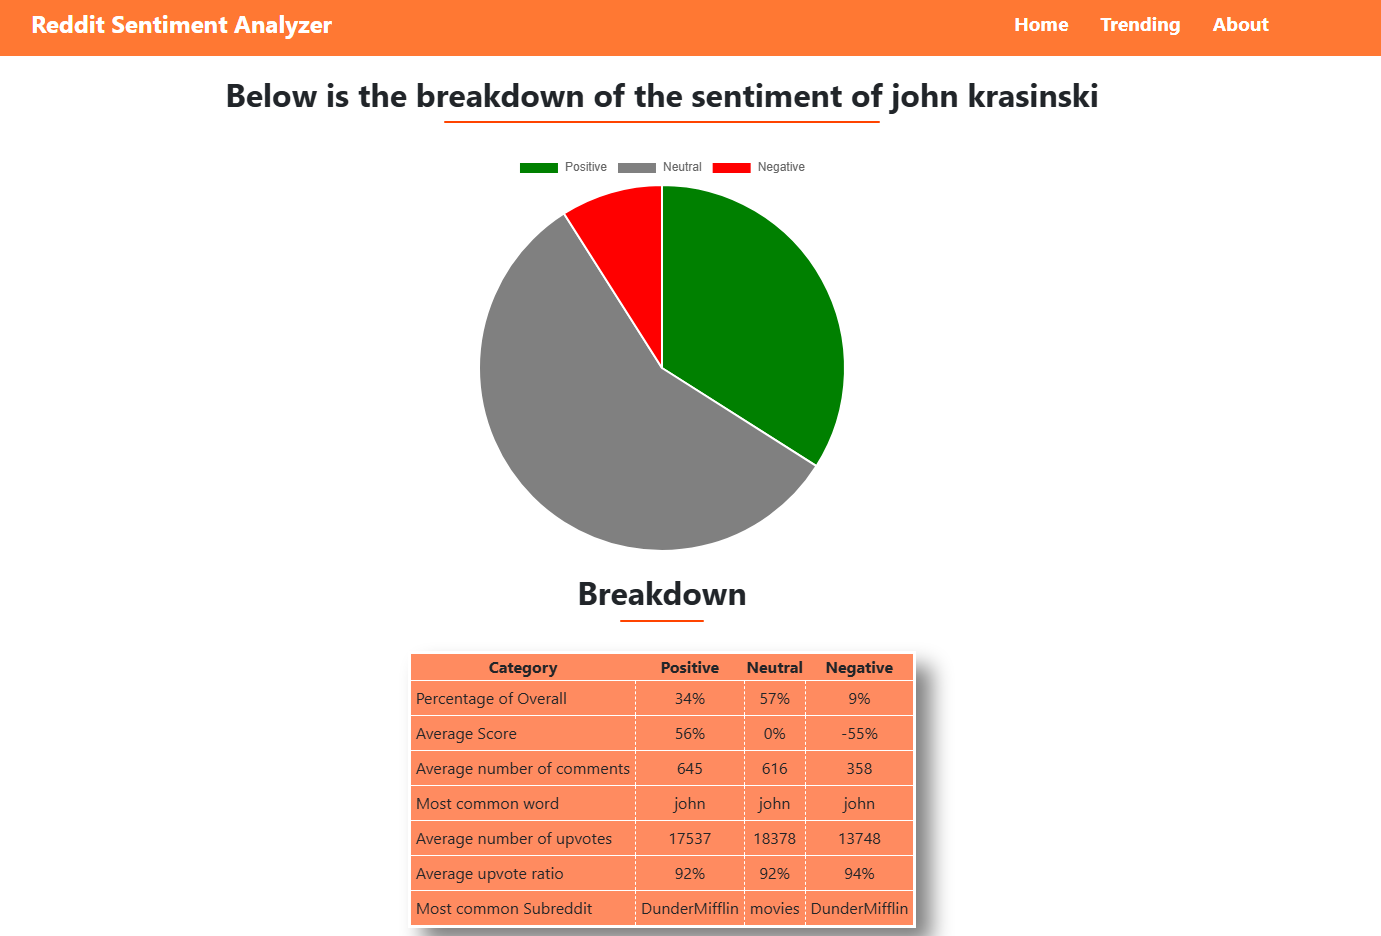 Reddit Sentiment Analyzer Home Trending About
Below is the breakdown of the sentiment of john krasinski
Positive Neutral Negative
Breakdown
Category Positive Neutral Negative
Percentage of Overall 34% 57% 9%
Average Score 56% 0% -55%
Average number of comments 645 616 358
Most common word john john john
Average number of upvotes 17537 18378 13748
Average upvote ratio 92% 92% 94%
Most common Subreddit DunderMifflin movies DunderMifflin